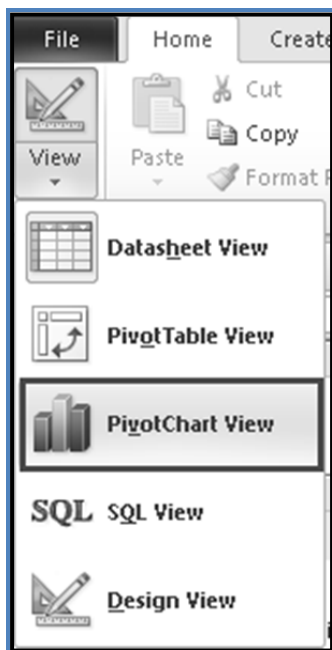 File Home Create
Cut
Copy
View Paste
Format
Datasheet View
PivotTable View
PivotChart View
SQL SQL View
Design View